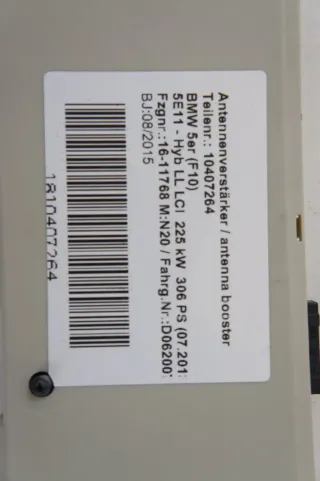 Antennenverstärker / antenna booster
Teilenr.: 10407264
BMW 5er (F10)
5E11 - Hyb LL LCI 225 kW 306 PS (07.201
Fzgnr.:16-11768 M:N20 / Fahrg.Nr.:D06200
BJ:08/2015
1810407264